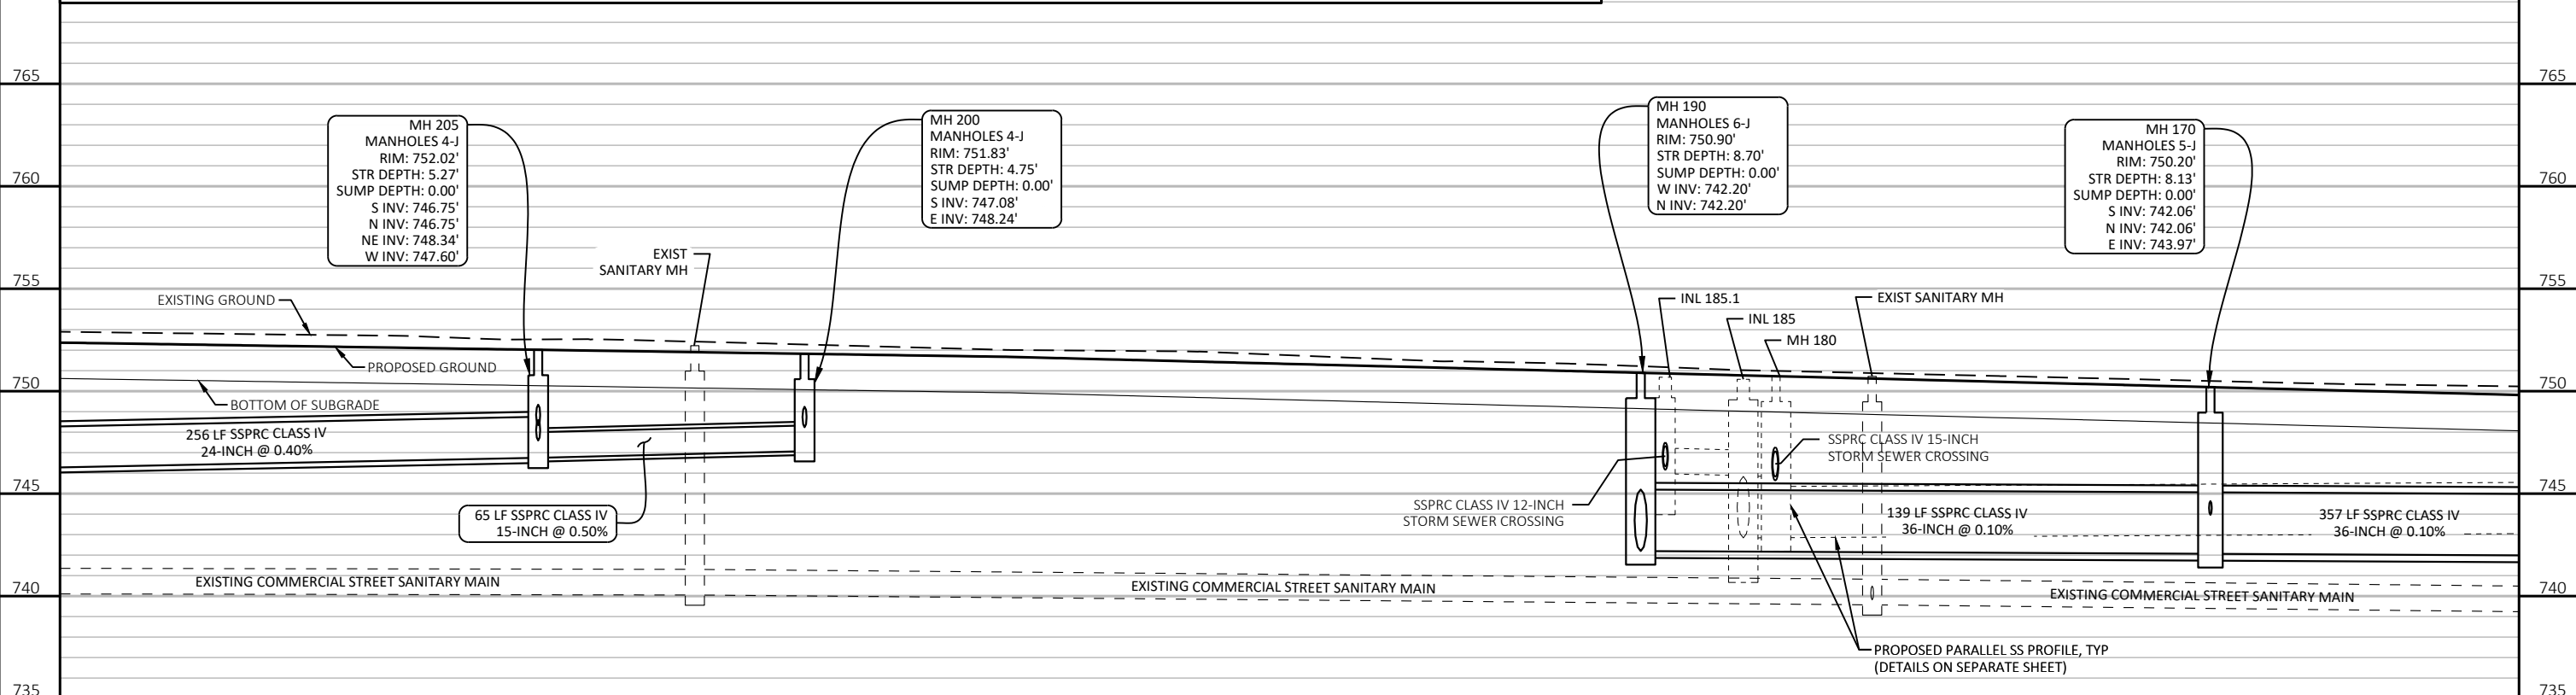 765
760
755
750
745
740
735
MH 205
MANHOLES 4-J
RIM: 752.02'
STR DEPTH: 5.27'
SUMP DEPTH: 0.00'
S INV: 746.75'
N INV: 746.75'
NE INV: 748.34'
W INV: 747.60'
EXIST
SANITARY MH
MH 200
MANHOLES 4-J
RIM: 751.83'
STR DEPTH: 4.75'
SUMP DEPTH: 0.00'
S INV: 747.08'
E INV: 748.24'
MH 190
MANHOLES 6-J
RIM: 750.90'
STR DEPTH: 8.70'
SUMP DEPTH: 0.00'
W INV: 742.20'
N INV: 742.20'
MH 170
MANHOLES 5-J
RIM: 750.20'
STR DEPTH: 8.13'
SUMP DEPTH: 0.00'
S INV: 742.06'
N INV: 742.06'
E INV: 743.97'
EXISTING GROUND
PROPOSED GROUND
BOTTOM OF SUBGRADE
256 LF SSPRC CLASS IV
24-INCH @ 0.40%
65 LF SSPRC CLASS IV
15-INCH @ 0.50%
EXISTING COMMERCIAL STREET SANITARY MAIN
EXISTING COMMERCIAL STREET SANITARY MAIN
INL 185.1
INL 185
MH 180
EXIST SANITARY MH
SSPRC CLASS IV 15-INCH
STORM SEWER CROSSING
SSPRC CLASS IV 12-INCH
STORM SEWER CROSSING
139 LF SSPRC CLASS IV
36-INCH @ 0.10%
357 LF SSPRC CLASS IV
36-INCH @ 0.10%
EXISTING COMMERCIAL STREET SANITARY MAIN
PROPOSED PARALLEL SS PROFILE, TYP
(DETAILS ON SEPARATE SHEET)
765
760
755
750
745
740
735